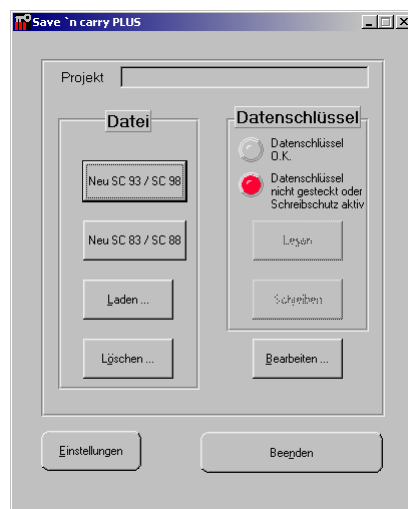 Save `n carry PLUS
Projekt
Datei
Neu SC 93 / SC 98
Neu SC 83 / SC 88
Laden ...
Löschen ...
Datenschlüssel
Datenschlüssel
O.K.
Datenschlüssel
nicht gesteckt oder
Schreibschutz aktiv
Lesen
Schreiben
Bearbeiten ...
Einstellungen
Beenden